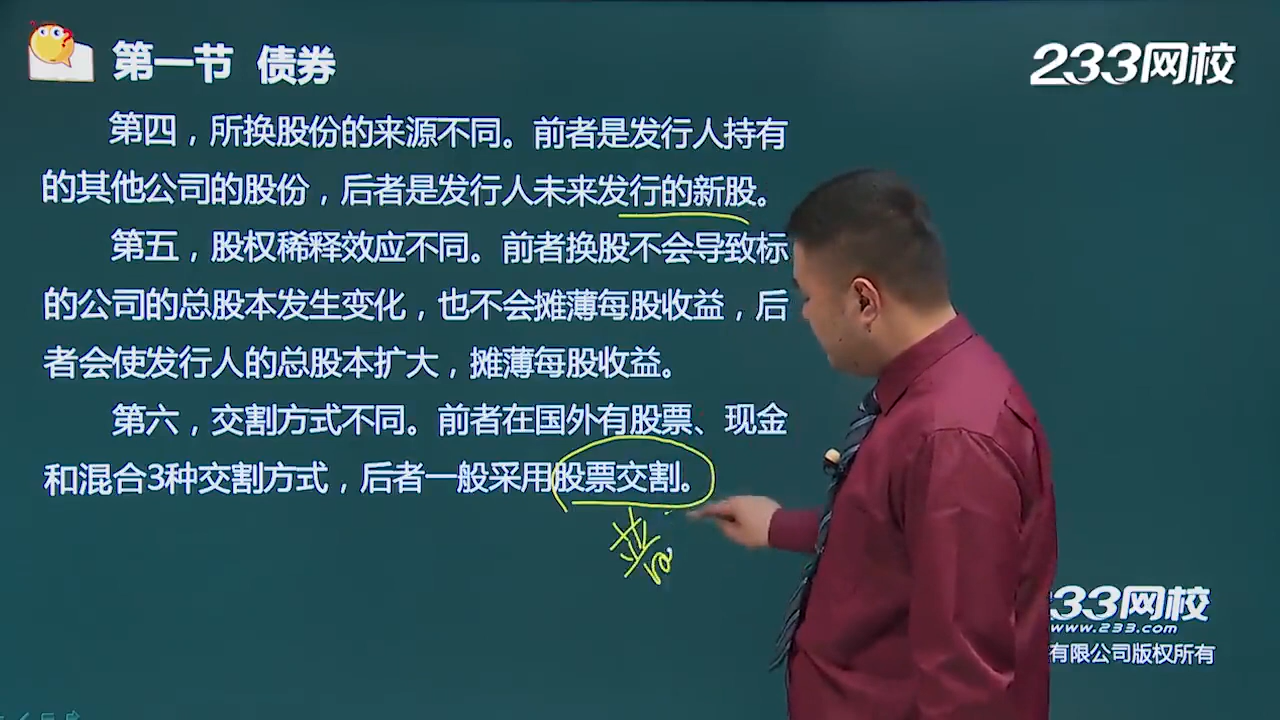 第一节 债券
233网校
第四，所换股份的来源不同。前者是发行人持有
的其他公司的股份，后者是发行人未来发行的新股。
第五，股权稀释效应不同。前者换股不会导致标
的公司的总股本发生变化，也不会摊薄每股收益，后
者会使发行人的总股本扩大，摊薄每股收益。
第六，交割方式不同。前者在国外有股票、现金
和混合3种交割方式，后者一般采用股票交割。
233网校
www.233.com
有限公司版权所有